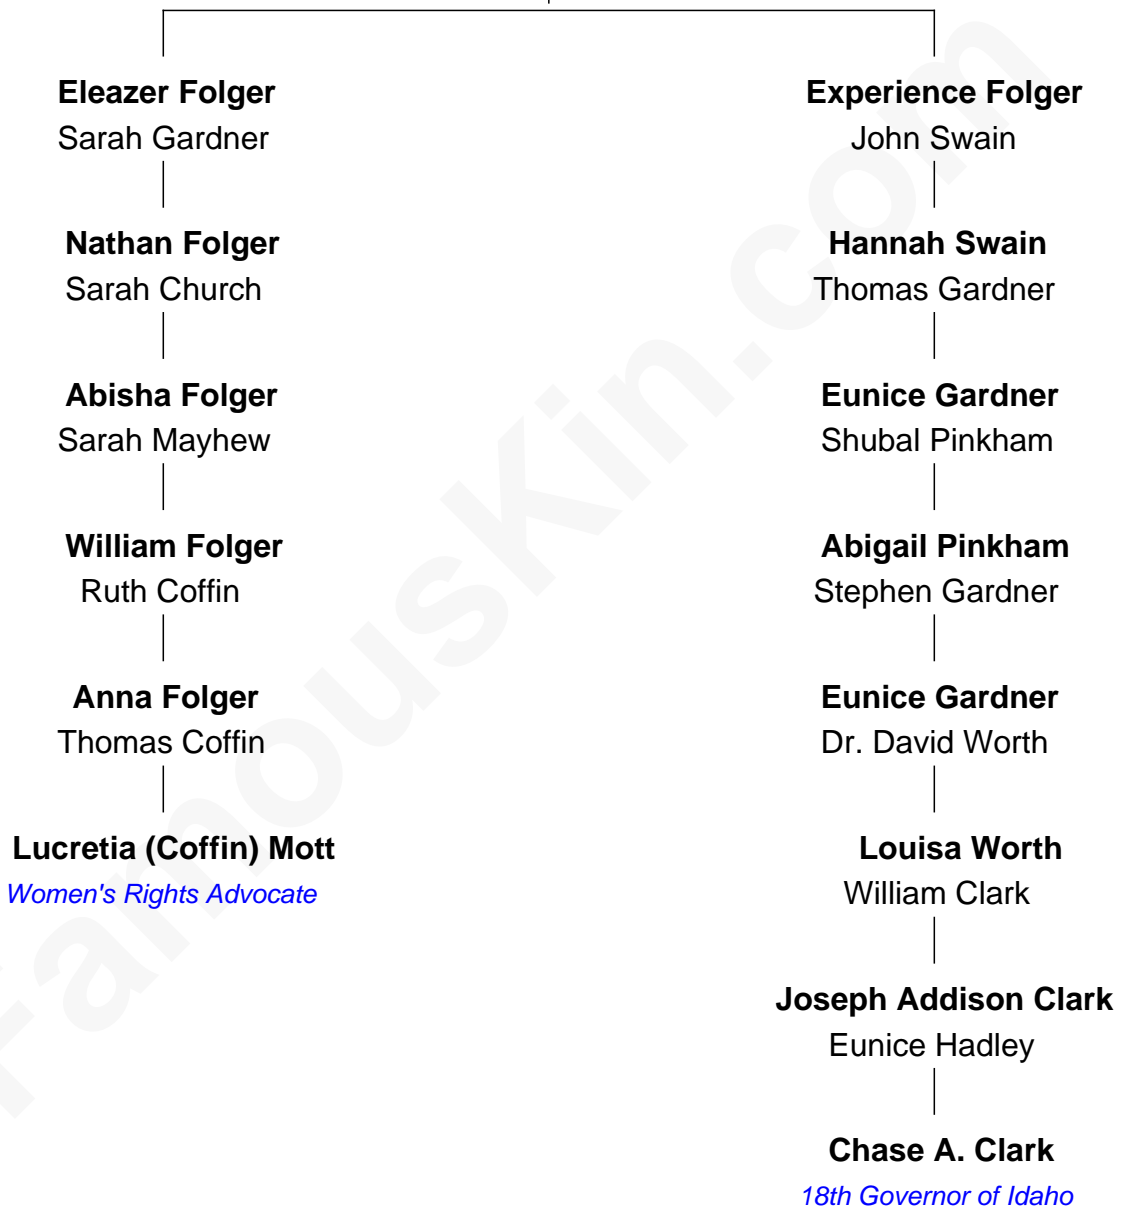 Eleazer Folger
Sarah Gardner
Nathan Folger
Sarah Church
Abisha Folger
Sarah Mayhew
William Folger
Ruth Coffin
Anna Folger
Thomas Coffin
Lucretia (Coffin) Mott
Women's Rights Advocate
Experience Folger
John Swain
Hannah Swain
Thomas Gardner
Eunice Gardner
Shubal Pinkham
Abigail Pinkham
Stephen Gardner
Eunice Gardner
Dr. David Worth
Louisa Worth
William Clark
Joseph Addison Clark
Eunice Hadley
Chase A. Clark
18th Governor of Idaho
FamousKin.com